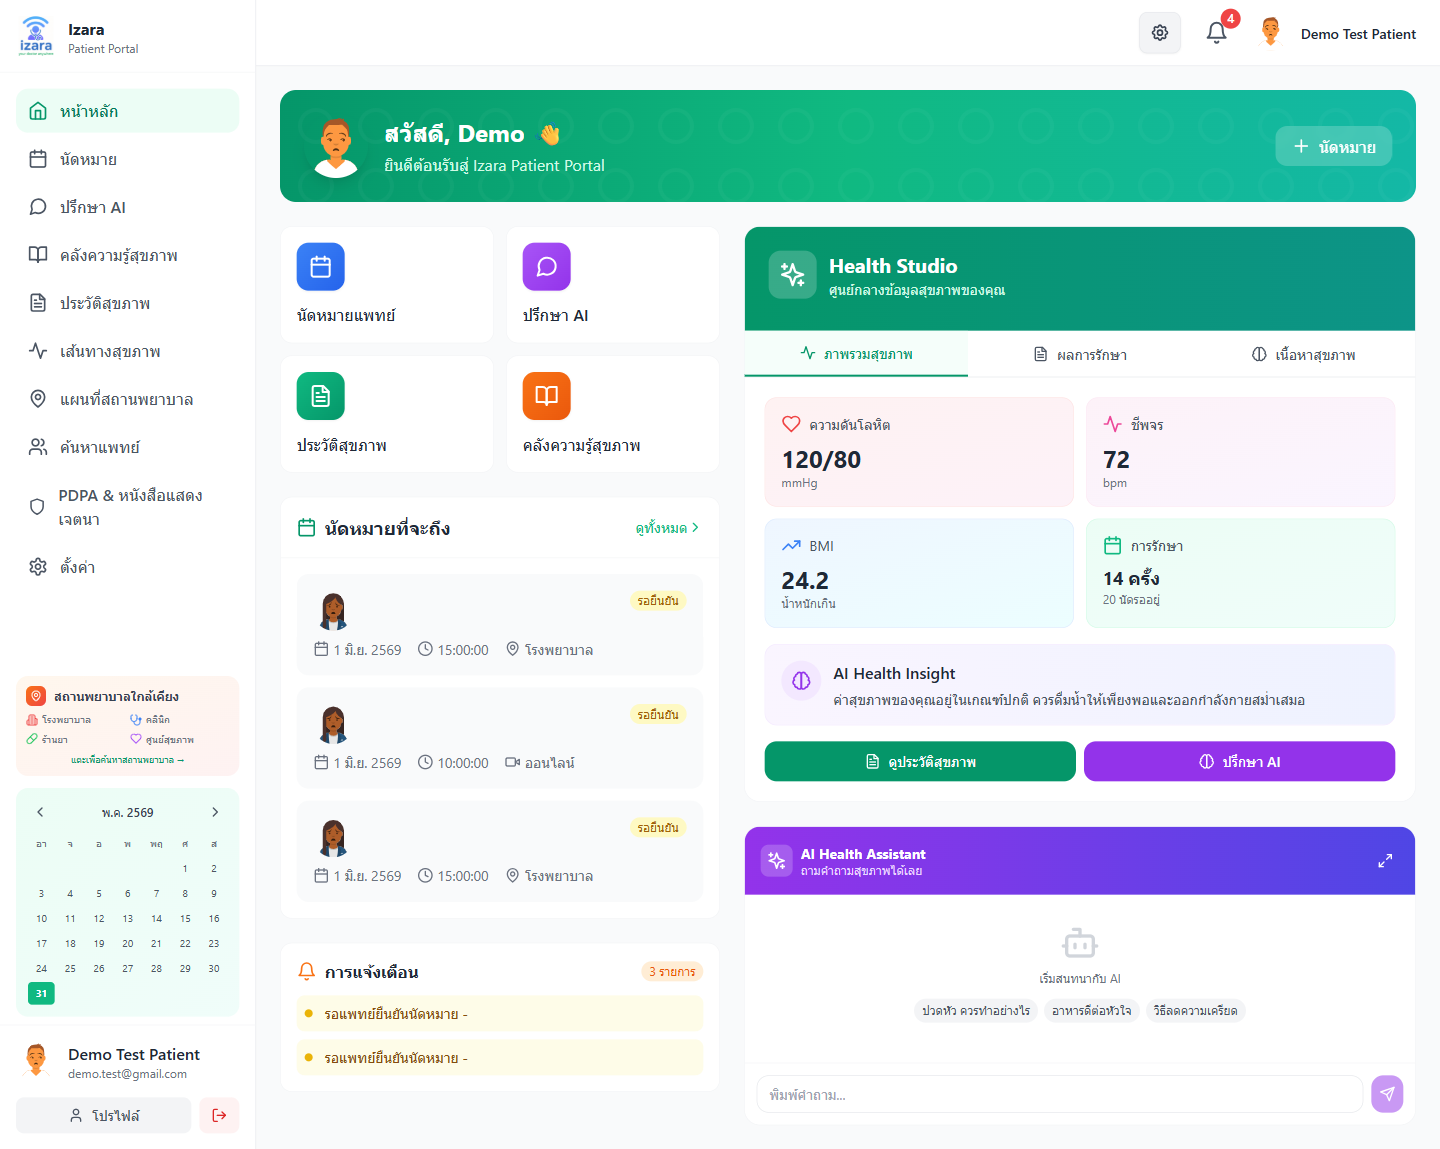 izara
Izara
Patient Portal
4
Demo Test Patient
หน้าหลัก
นัดหมาย
ปรึกษา AI
คลังความรู้สุขภาพ
ประวัติสุขภาพ
เส้นทางสุขภาพ
แผนที่สถานพยาบาล
ค้นหาแพทย์
PDPA & หนังสือแสดง
เจตนา
ตั้งค่า
สถานพยาบาลใกล้เคียง
โรงพยาบาล
คลินิก
ร้านยา
ศูนย์สุขภาพ
แตะเพื่อค้นหาสถานพยาบาล →
พ.ค. 2569
อา จ อ พ พฤ ศ ส
1 2
3 4 5 6 7 8 9
10 11 12 13 14 15 16
17 18 19 20 21 22 23
24 25 26 27 28 29 30
31
Demo Test Patient
demo.test@gmail.com
โปรไฟล์
สวัสดี, Demo 👋
ยินดีต้อนรับสู่ Izara Patient Portal
นัดหมาย
นัดหมายแพทย์
ปรึกษา AI
ประวัติสุขภาพ
คลังความรู้สุขภาพ
นัดหมายที่จะถึง
ดูทั้งหมด
รอยืนยัน
1 มิ.ย. 2569 15:00:00 โรงพยาบาล
รอยืนยัน
1 มิ.ย. 2569 10:00:00 ออนไลน์
รอยืนยัน
1 มิ.ย. 2569 15:00:00 โรงพยาบาล
การแจ้งเตือน
3 รายการ
รอแพทย์ยืนยันนัดหมาย -
รอแพทย์ยืนยันนัดหมาย -
Health Studio
ศูนย์กลางข้อมูลสุขภาพของคุณ
ภาพรวมสุขภาพ
ผลการรักษา
เนื้อหาสุขภาพ
ความดันโลหิต
120/80
mmHg
ชีพจร
72
bpm
BMI
24.2
น้ำหนักเกิน
การรักษา
14 ครั้ง
20 นัดรออยู่
AI Health Insight
ค่าสุขภาพของคุณอยู่ในเกณฑ์ปกติ ควรดื่มน้ำให้เพียงพอและออกกำลังกายสม่ำเสมอ
ดูประวัติสุขภาพ
ปรึกษา AI
AI Health Assistant
ถามคำถามสุขภาพได้เลย
เริ่มสนทนากับ AI
ปวดหัว ควรทำอย่างไร
อาหารดีต่อหัวใจ
วิธีลดความเครียด
พิมพ์คำถาม...